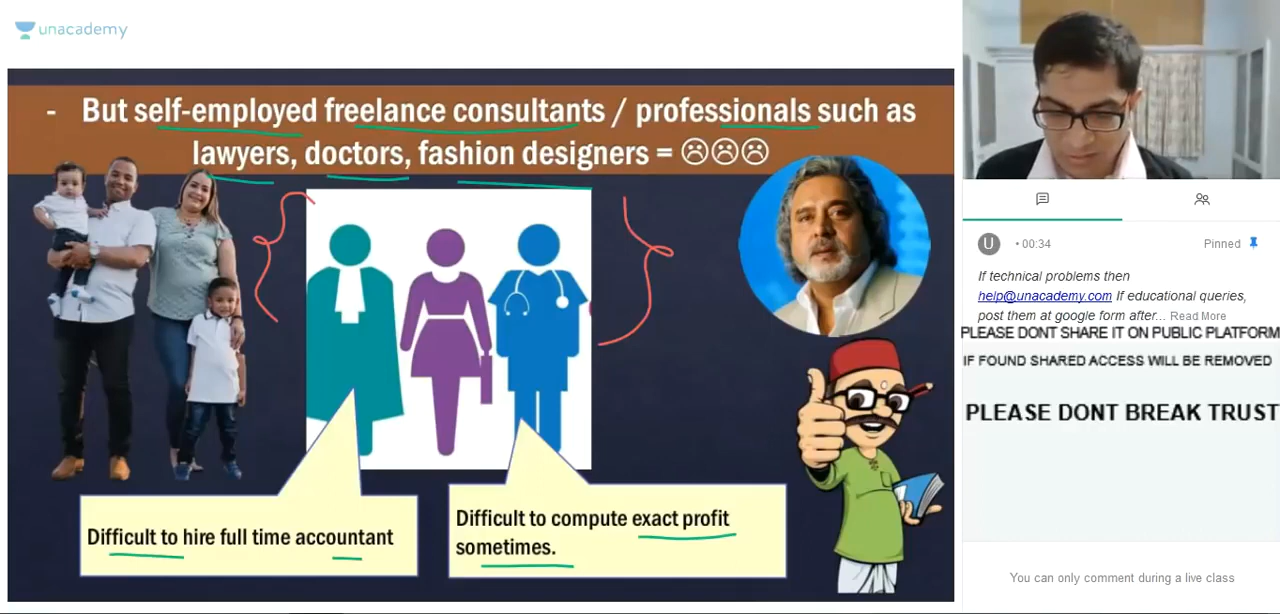 unacademy
- But self-employed freelance consultants / professionals such as
lawyers, doctors, fashion designers = ☹☹☹
Difficult to hire full time accountant
Difficult to compute exact profit
sometimes.
U
• 00:34
Pinned
If technical problems then
help@unacademy.com If educational queries,
post them at google form after... Read More
PLEASE DONT SHARE IT ON PUBLIC PLATFORM
IF FOUND SHARED ACCESS WILL BE REMOVED
PLEASE DONT BREAK TRUST
You can only comment during a live class